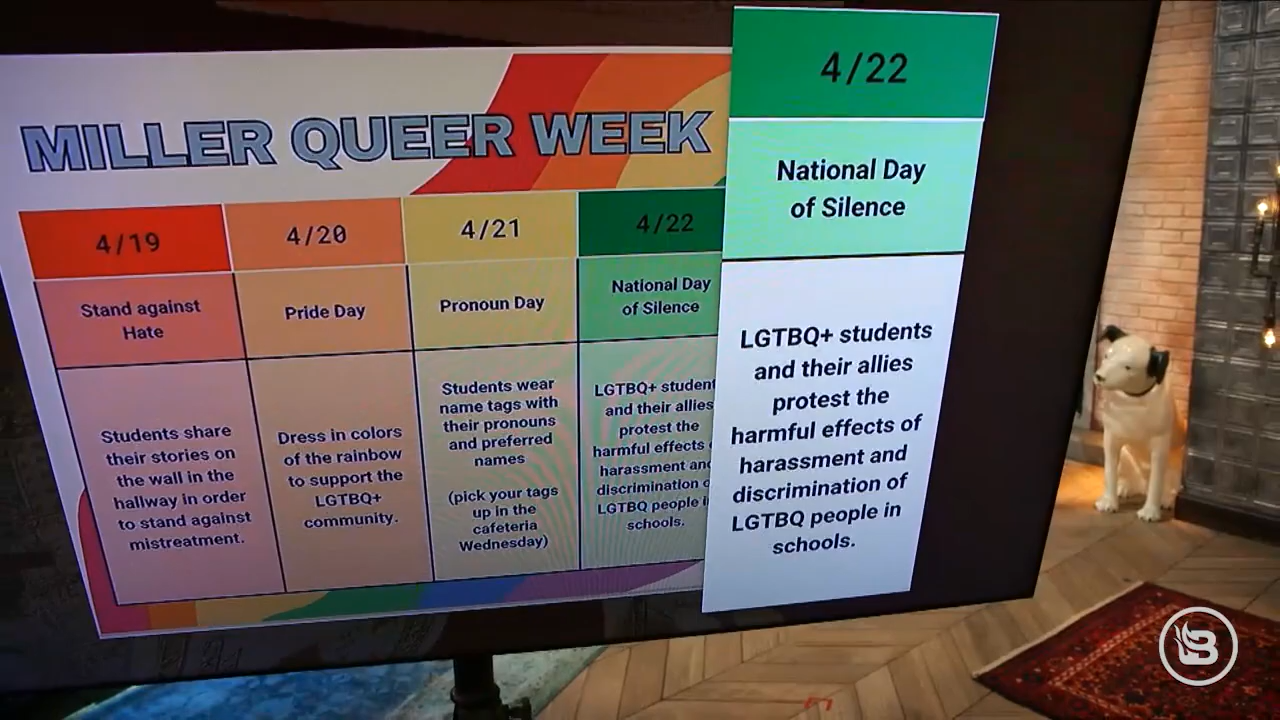 MILLER QUEER WEEK
4/19
Stand against
Hate
Students share
their stories on
the wall in the
hallway in order
to stand against
mistreatment.
4/20
Pride Day
Dress in colors
of the rainbow
to support the
LGTBQ+
community.
4/21
Pronoun Day
Students wear
name tags with
their pronouns
and preferred
names
(pick your tags
up in the
cafeteria
Wednesday)
4/22
National Day
of Silence
LGTBQ+ student
and their allies
protest the
harmful effects
harassment and
discrimination
LGTBQ people
schools.
4/22
National Day
of Silence
LGTBQ+ students
and their allies
protest the
harmful effects of
harassment and
discrimination of
LGTBQ people in
schools.
B